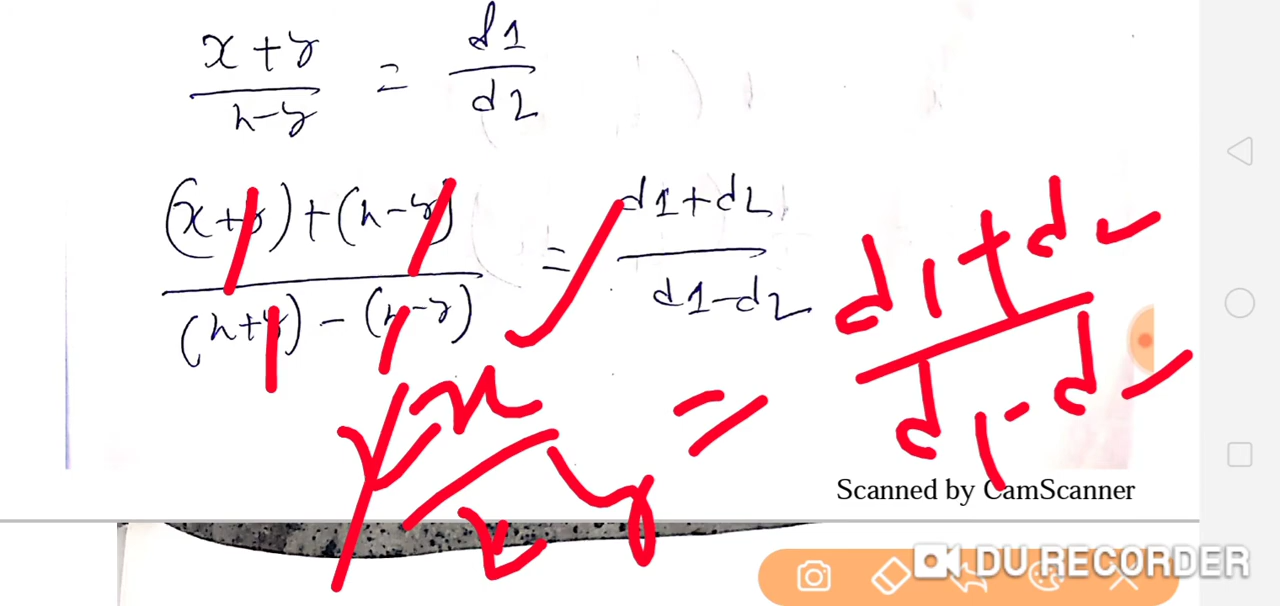 x+y
x-y
=
d1
d2
(x+y)+(x-y)
(x+y)-(x-y)
=
d1+d2
d1-d2
2x
2y
=
d1+d2
d1-d2
Scanned by CamScanner
DU RECORDER